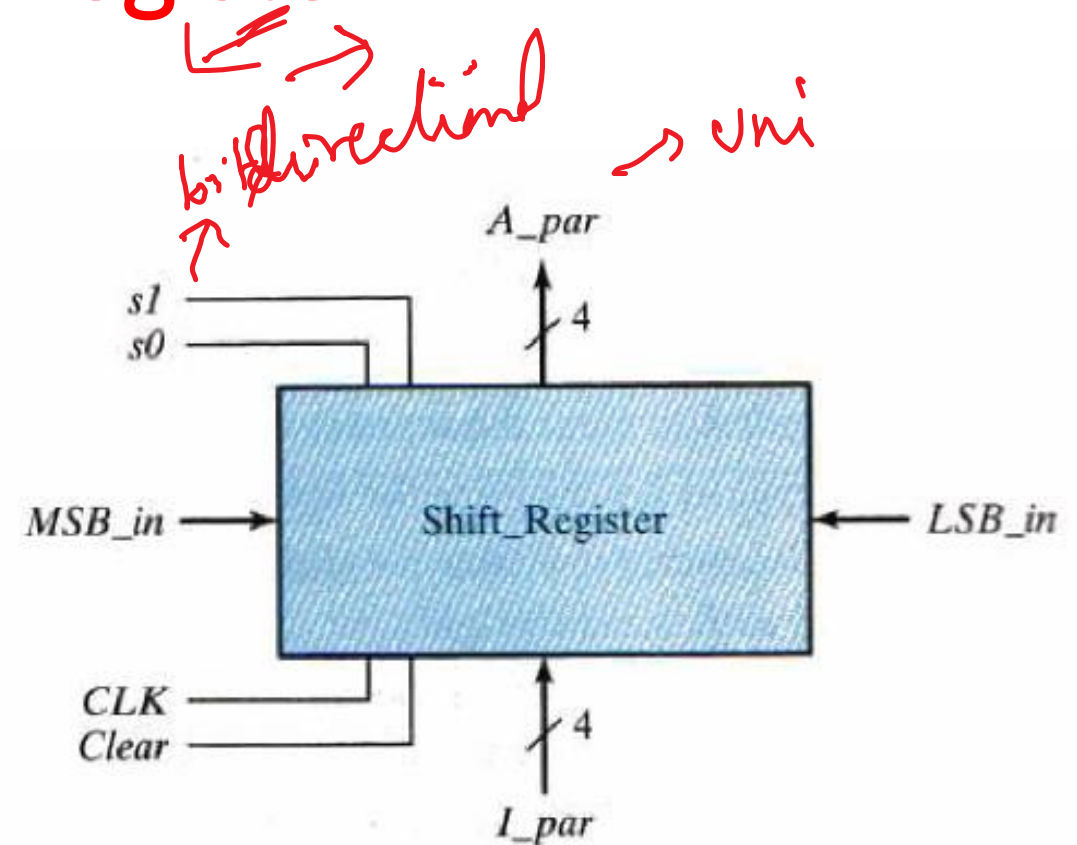 bidirectional
uni
A_par
s1
4
s0
MSB_in
Shift_Register
LSB_in
CLK
4
Clear
I_par